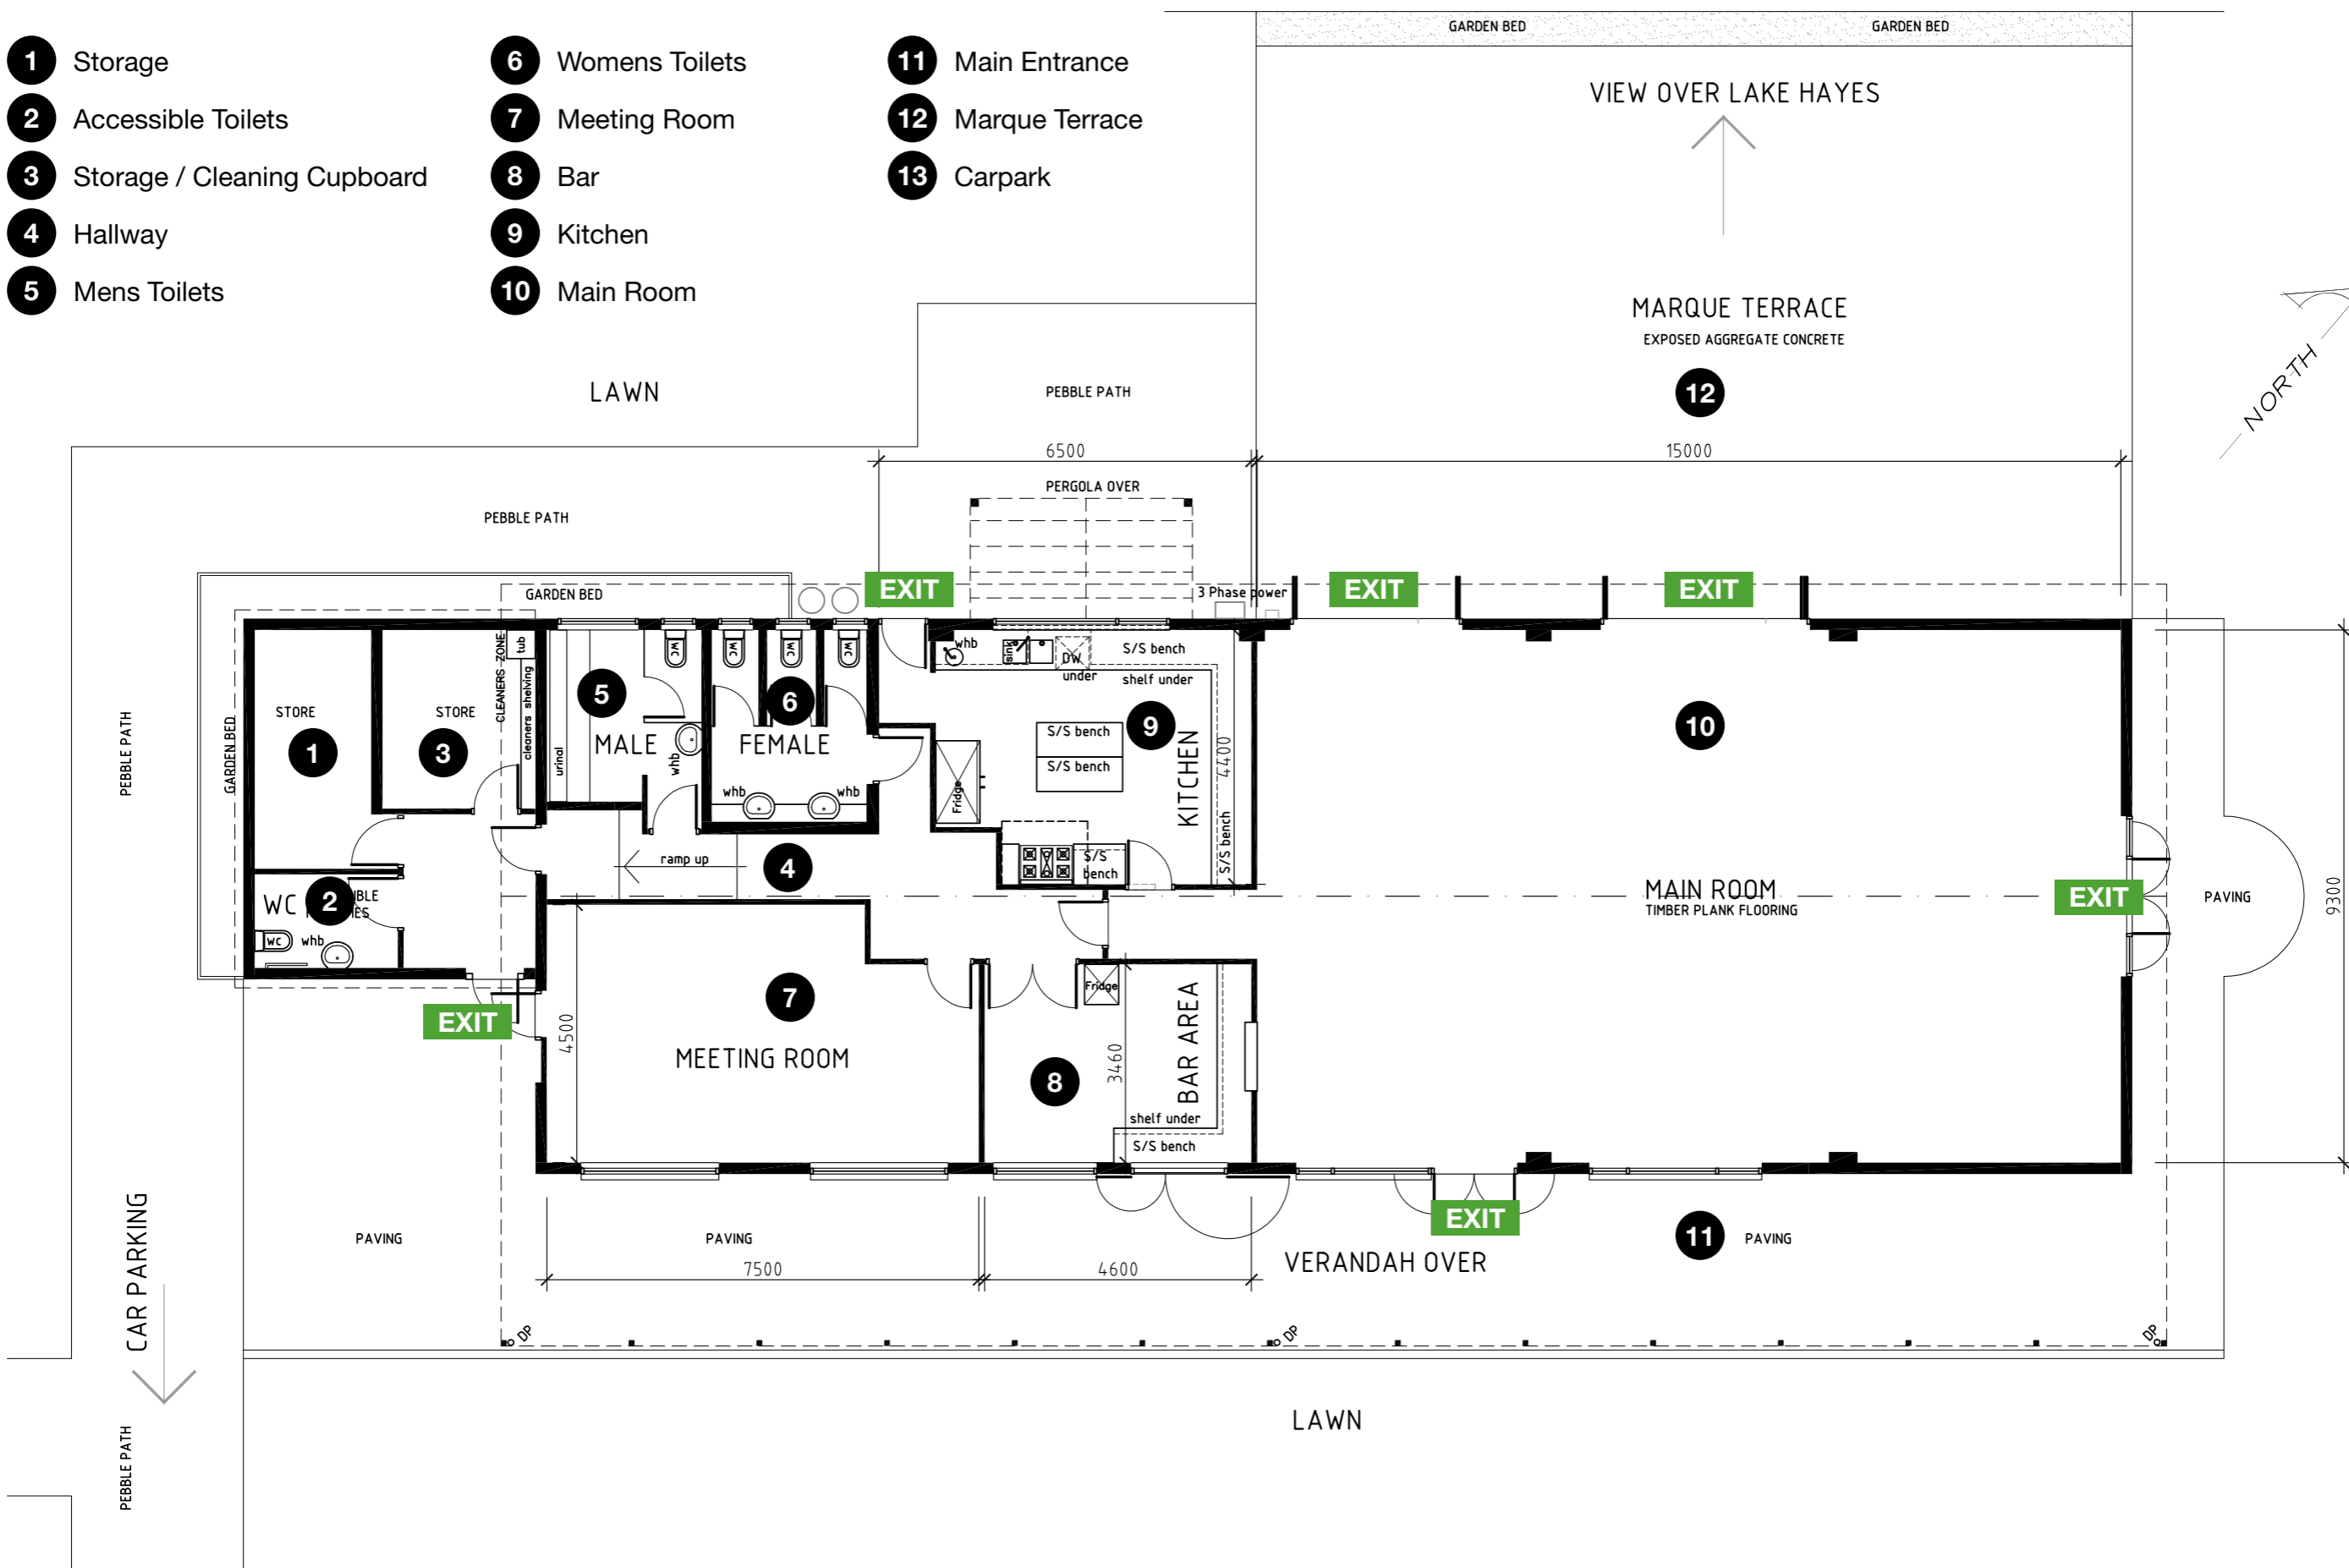 1 Storage
2 Accessible Toilets
3 Storage / Cleaning Cupboard
4 Hallway
5 Mens Toilets
6 Womens Toilets
7 Meeting Room
8 Bar
9 Kitchen
10 Main Room
11 Main Entrance
12 Marque Terrace
13 Carpark
GARDEN BED
GARDEN BED
VIEW OVER LAKE HAYES
MARQUE TERRACE
EXPOSED AGGREGATE CONCRETE
12
NORTH
LAWN
PEBBLE PATH
6500
15000
PERGOLA OVER
PEBBLE PATH
EXIT
EXIT
EXIT
GARDEN BED
3 Phase power
PEBBLE PATH
GARDEN BED
STORE
1
STORE
3
CLEANERS ZONE
tub
cleaners shelving
urinal
5
MALE
WC
whb
6
FEMALE
WC
WC
WC
whb
whb
whb
sink
DW
under
S/S bench
shelf under
S/S bench
S/S bench
9
KITCHEN
4400
S/S bench
Fridge
S/S
bench
10
MAIN ROOM
TIMBER PLANK FLOORING
EXIT
PAVING
9300
ramp up
4
WC
2
WC
whb
EXIT
4500
7
MEETING ROOM
Fridge
8
3460
BAR AREA
shelf under
S/S bench
EXIT
11
PAVING
VERANDAH OVER
CAR PARKING
PAVING
PAVING
7500
4600
DP
DP
DP
PEBBLE PATH
LAWN